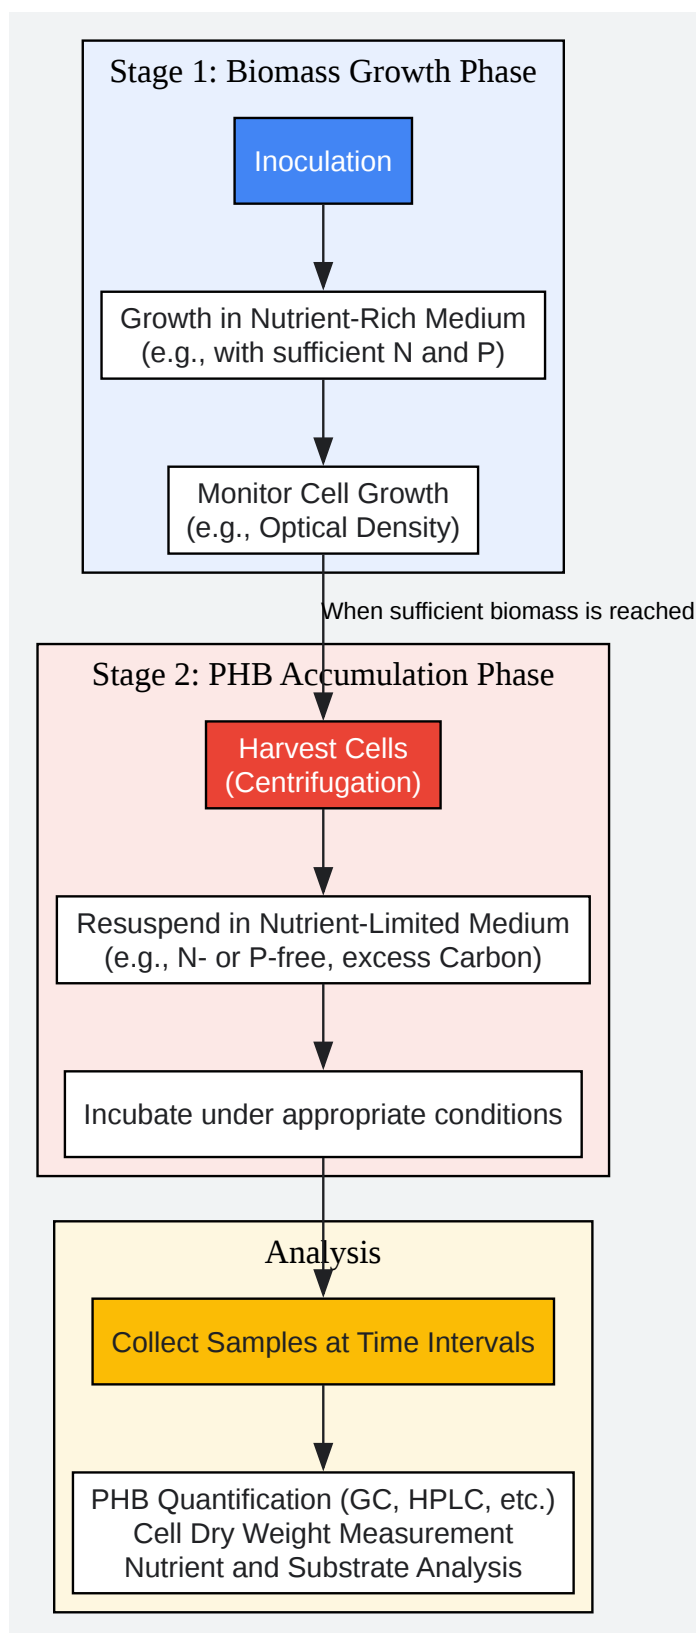 Stage 1: Biomass Growth Phase
Inoculation
Growth in Nutrient-Rich Medium
(e.g., with sufficient N and P)
Monitor Cell Growth
(e.g., Optical Density)
When sufficient biomass is reached
Stage 2: PHB Accumulation Phase
Harvest Cells
(Centrifugation)
Resuspend in Nutrient-Limited Medium
(e.g., N- or P-free, excess Carbon)
Incubate under appropriate conditions
Analysis
Collect Samples at Time Intervals
PHB Quantification (GC, HPLC, etc.)
Cell Dry Weight Measurement
Nutrient and Substrate Analysis